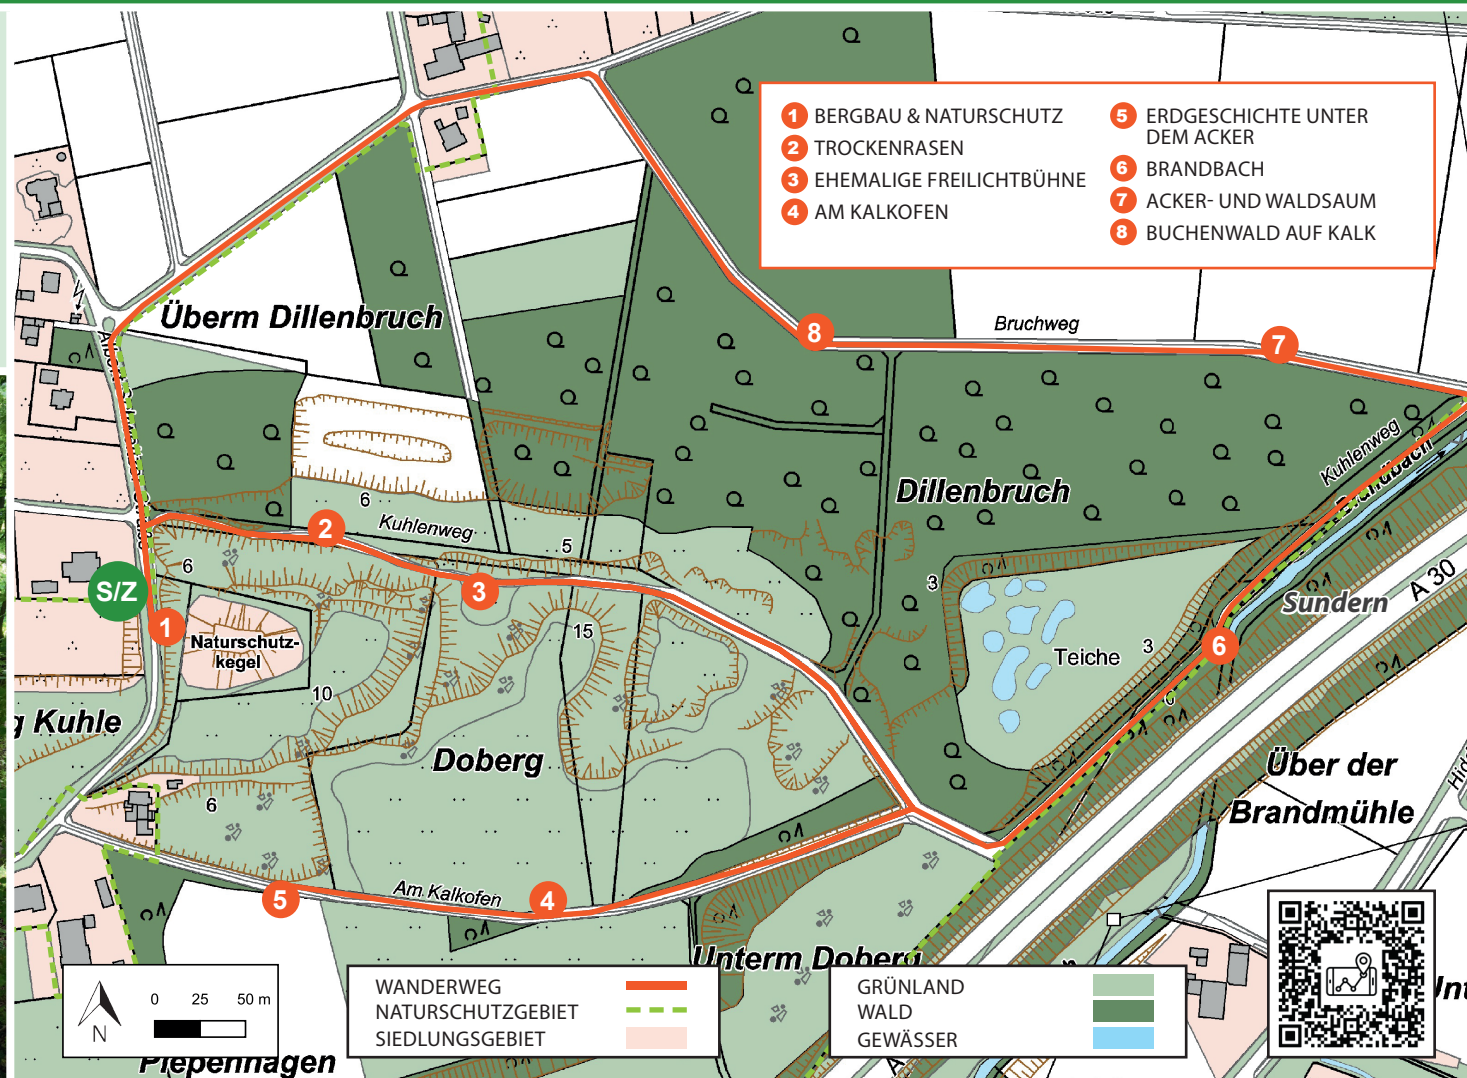 1 BERGBAU & NATURSCHUTZ
2 TROCKENRASEN
3 EHEMALIGE FREILICHTBÜHNE
4 AM KALKOFEN
5 ERDGESCHICHTE UNTER
DEM ACKER
6 BRANDBACH
7 ACKER- UND WALDSAUM
8 BUCHENWALD AUF KALK
Überm Dillenbruch
8
Bruchweg
7
Kuhlenweg
Brandbach
Dillenbruch
6
Kuhlenweg
2
5
3
6
S/Z
1
Naturschutz-
kegel
10
15
3
Teiche
3
6
Sundern
A 30
g Kuhle
Doberg
6
Über der
Brandmühle
5
Am Kalkofen
4
Unterm Doberg
0 25 50 m
N
WANDERWEG
NATURSCHUTZGEBIET
SIEDLUNGSGEBIET
GRÜNLAND
WALD
GEWÄSSER
Piepenhagen